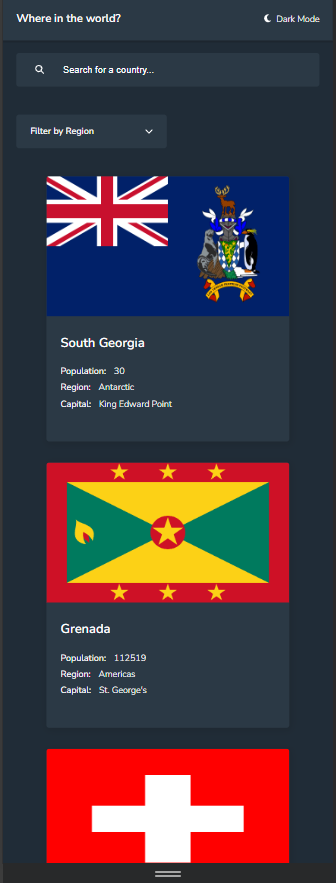 Where in the world?
Dark Mode
Search for a country...
Filter by Region
South Georgia
Population: 30
Region: Antarctic
Capital: King Edward Point
Grenada
Population: 112519
Region: Americas
Capital: St. George's